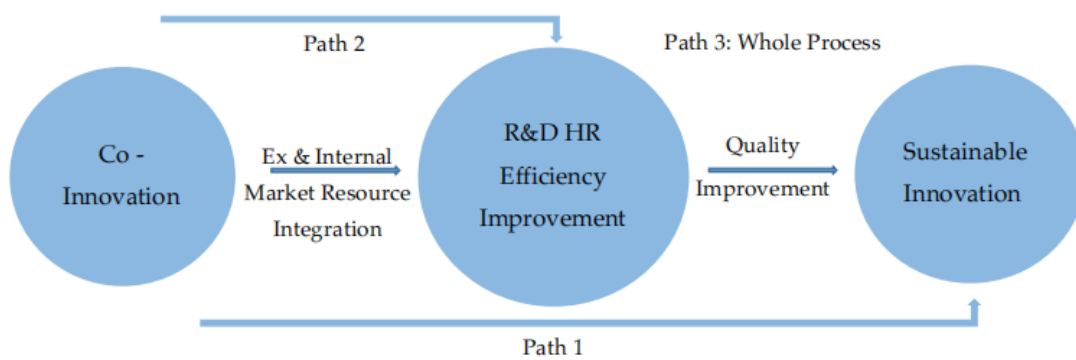 Path 2
Path 3: Whole Process
Co -
Innovation
Ex & Internal
Market Resource
Integration
R&D HR
Efficiency
Improvement
Quality
Improvement
Sustainable
Innovation
Path 1